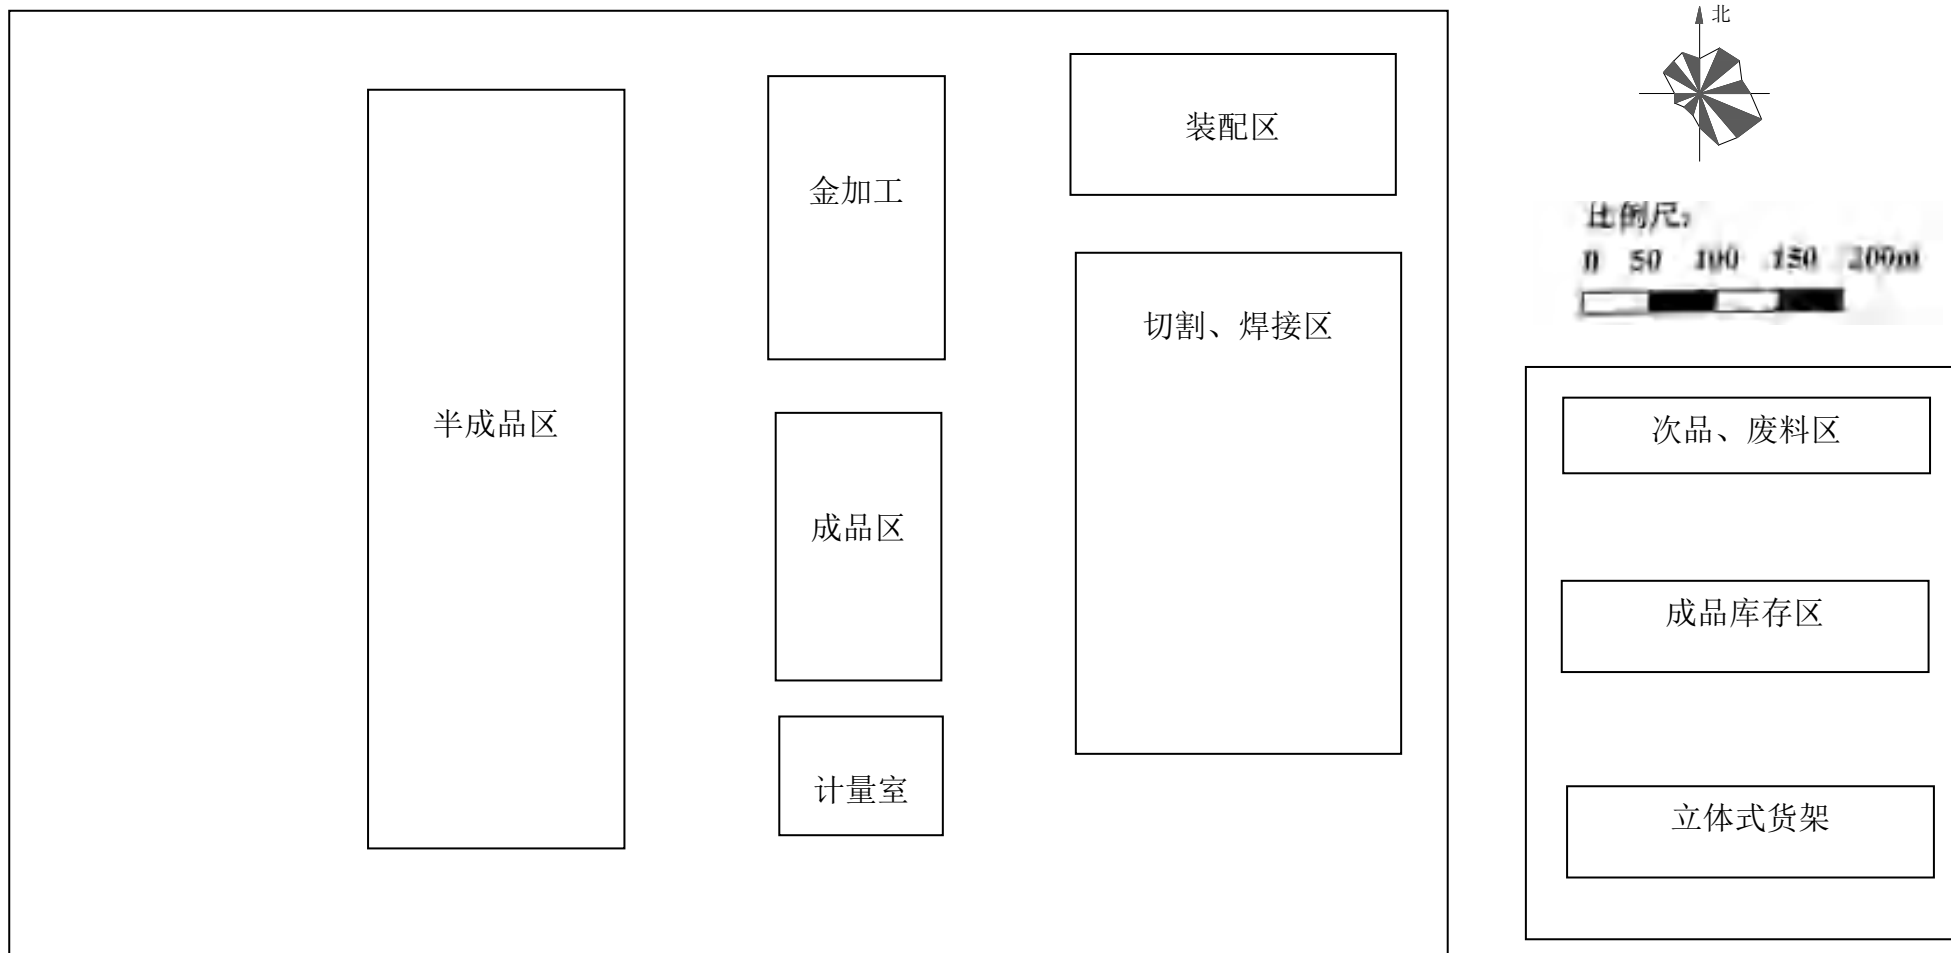 北
装配区
金加工
比例尺：
0 50 100 150 200m
切割、焊接区
半成品区
次品、废料区
成品区
成品库存区
计量室
立体式货架